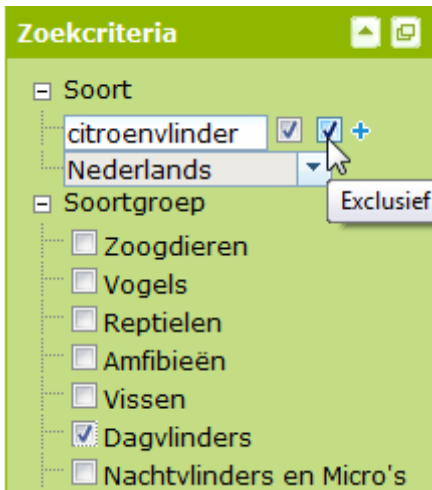 Zoekcriteria
Soort
citroenvlinder
Nederlands
Exclusief
Soortgroep
Zoogdieren
Vogels
Reptielen
Amfibieën
Vissen
Dagvlinders
Nachtvlinders en Micro's